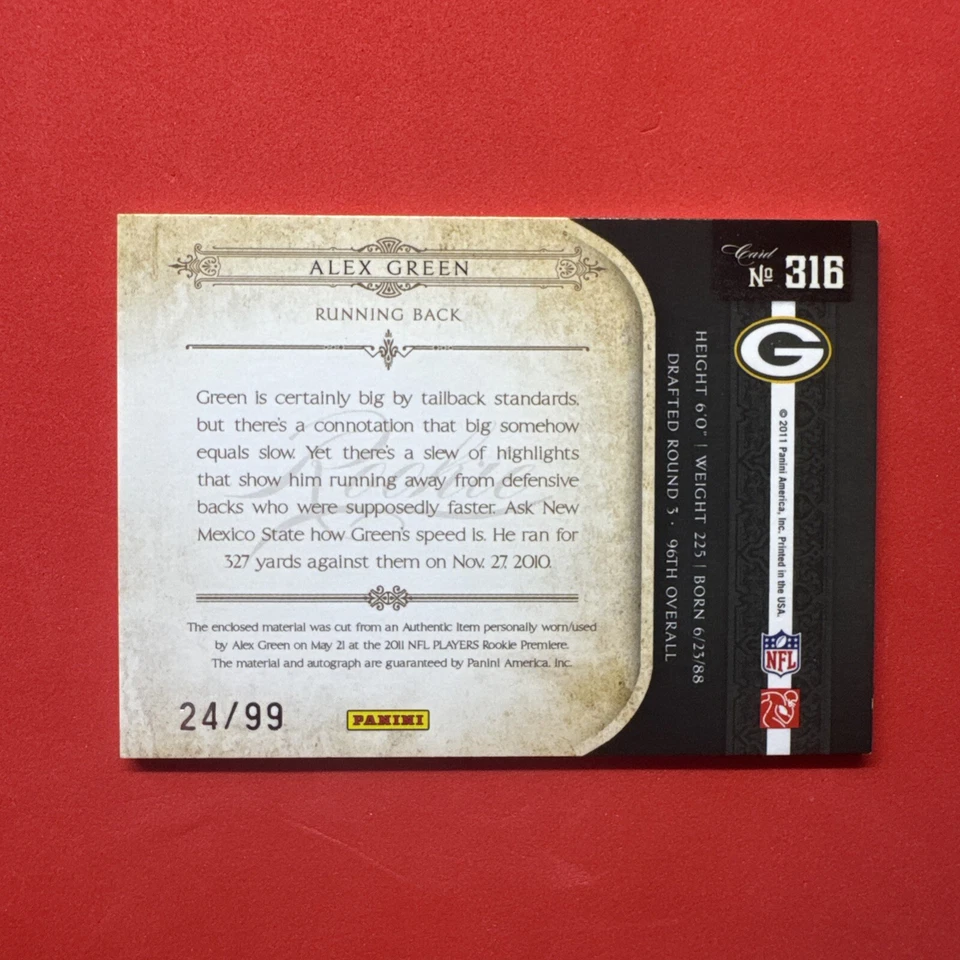 ALEX GREEN
RUNNING BACK
Rookie
Green is certainly big by tailback standards,
but there's a connotation that big somehow
equals slow. Yet there's a slew of highlights
that show him running away from defensive
backs who were supposedly faster. Ask New
Mexico State how Green's speed is. He ran for
327 yards against them on Nov. 27, 2010.
The enclosed material was cut from an Authentic Item personally worn/used
by Alex Green on May 21 at the 2011 NFL PLAYERS Rookie Premiere.
The material and autograph are guaranteed by Panini America, Inc.
24/99
PANINI
Card
No 316
G
HEIGHT 6'0" | WEIGHT 225 | BORN 6/23/88
DRAFTED ROUND 3 · 96TH OVERALL
© 2011 Panini America, Inc. Printed in the USA.
NFL